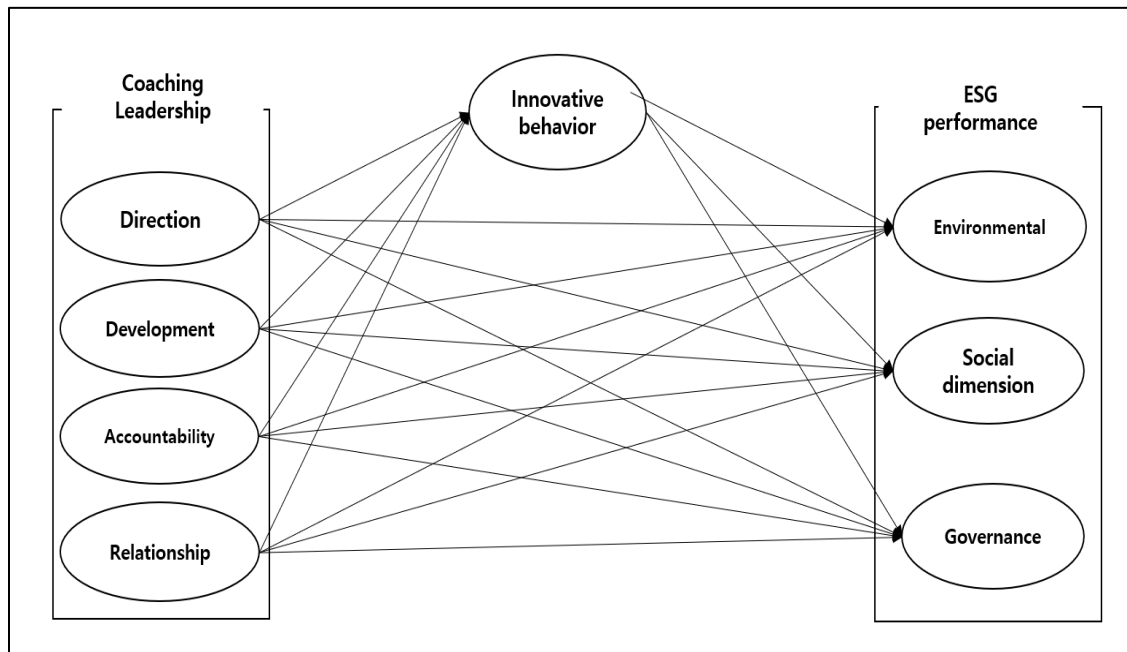 Coaching
Leadership
Direction
Development
Accountability
Relationship
Innovative
behavior
ESG
performance
Environmental
Social
dimension
Governance